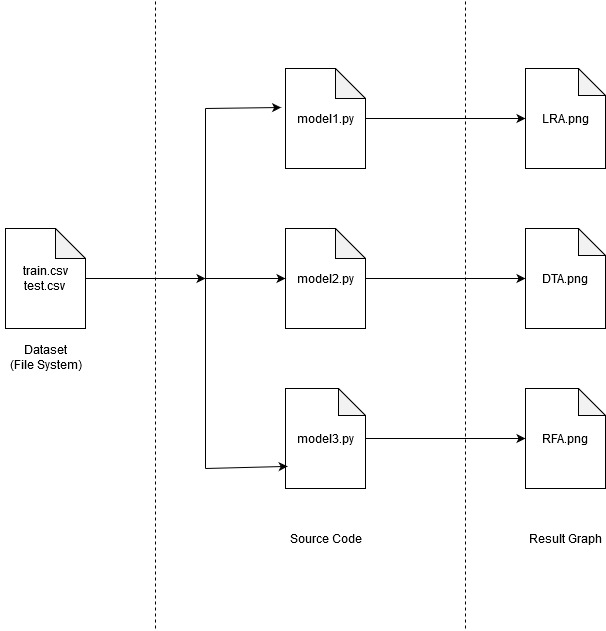 model1.py
LRA.png
train.csv
test.csv
model2.py
DTA.png
Dataset
(File System)
model3.py
RFA.png
Source Code
Result Graph